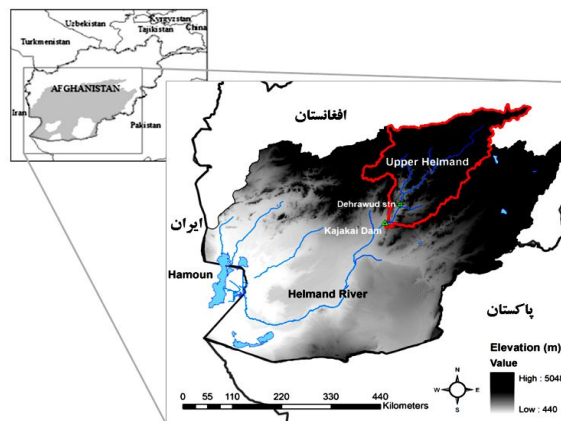 Uzbekistan
Kyrgyzstan
Tajikistan
Turkmenistan
AFGHANISTAN
Iran
Pakistan
افغانستان
Upper Helmand
Dehrawud stn
Kajakai Dam
ایران
Hamoun
Helmand River
پاکستان
Elevation (m)
Value
High : 5048
Low : 440
N
W E
S
0 55 110 220 330 440
Kilometers